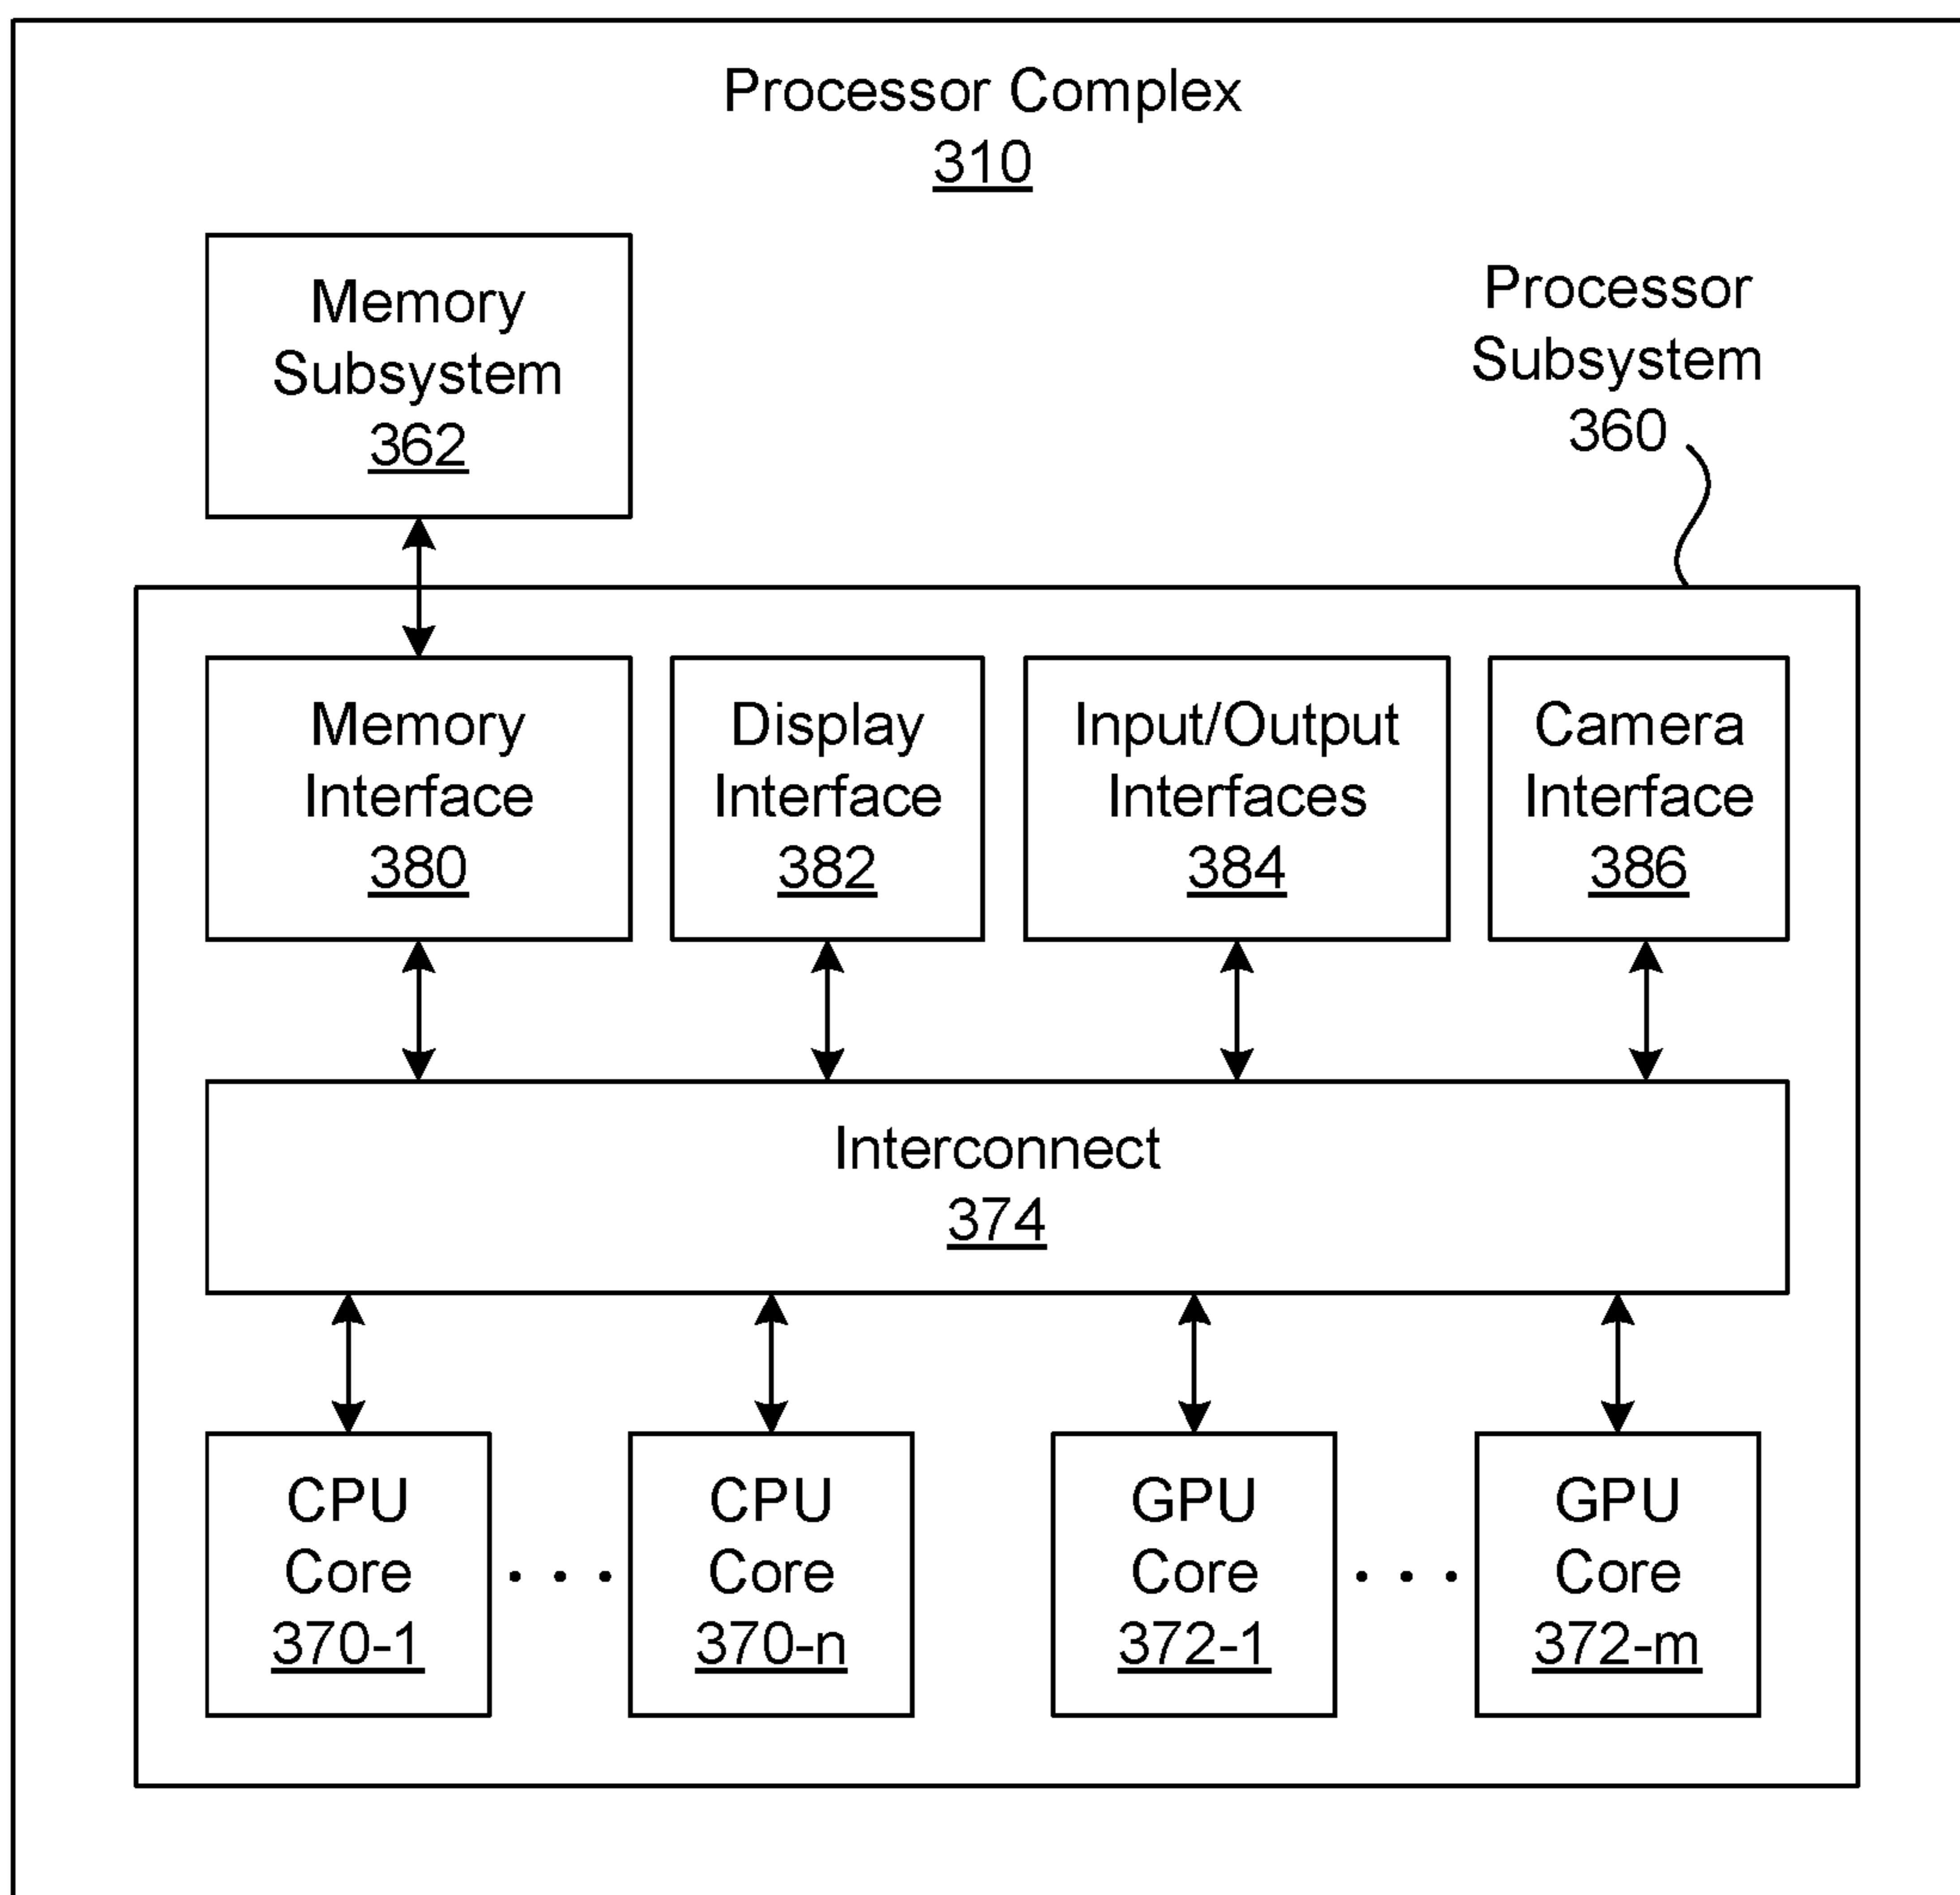 Processor Complex
310
Memory
Subsystem
362
Processor
Subsystem
360
Memory
Interface
380
Display
Interface
382
Input/Output
Interfaces
384
Camera
Interface
386
Interconnect
374
CPU
Core
370-1
. . .
CPU
Core
370-n
GPU
Core
372-1
. . .
GPU
Core
372-m